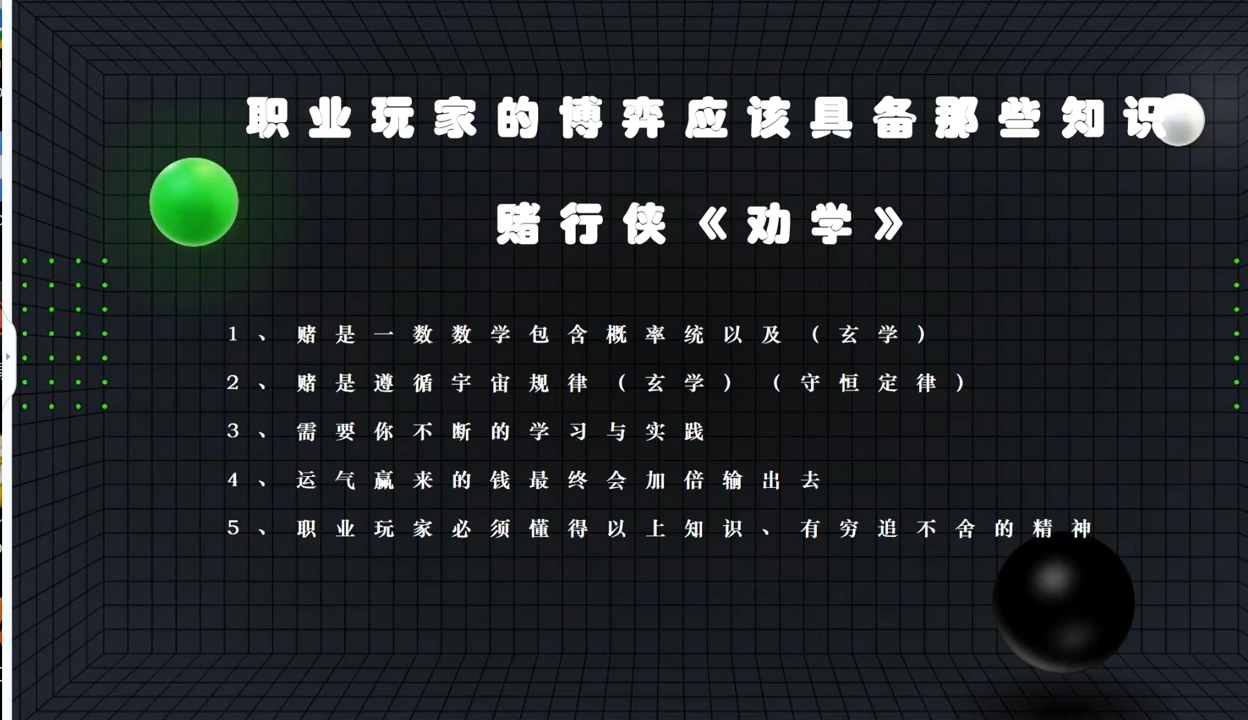 职业玩家的博弈应该具备那些知识
赌行侠《劝学》
1、赌是一数数学包含概率统以及（玄学）
2、赌是遵循宇宙规律（玄学）（守恒定律）
3、需要你不断的学习与实践
4、运气赢来的钱最终会加倍输出去
5、职业玩家必须懂得以上知识、有穷追不舍的精神